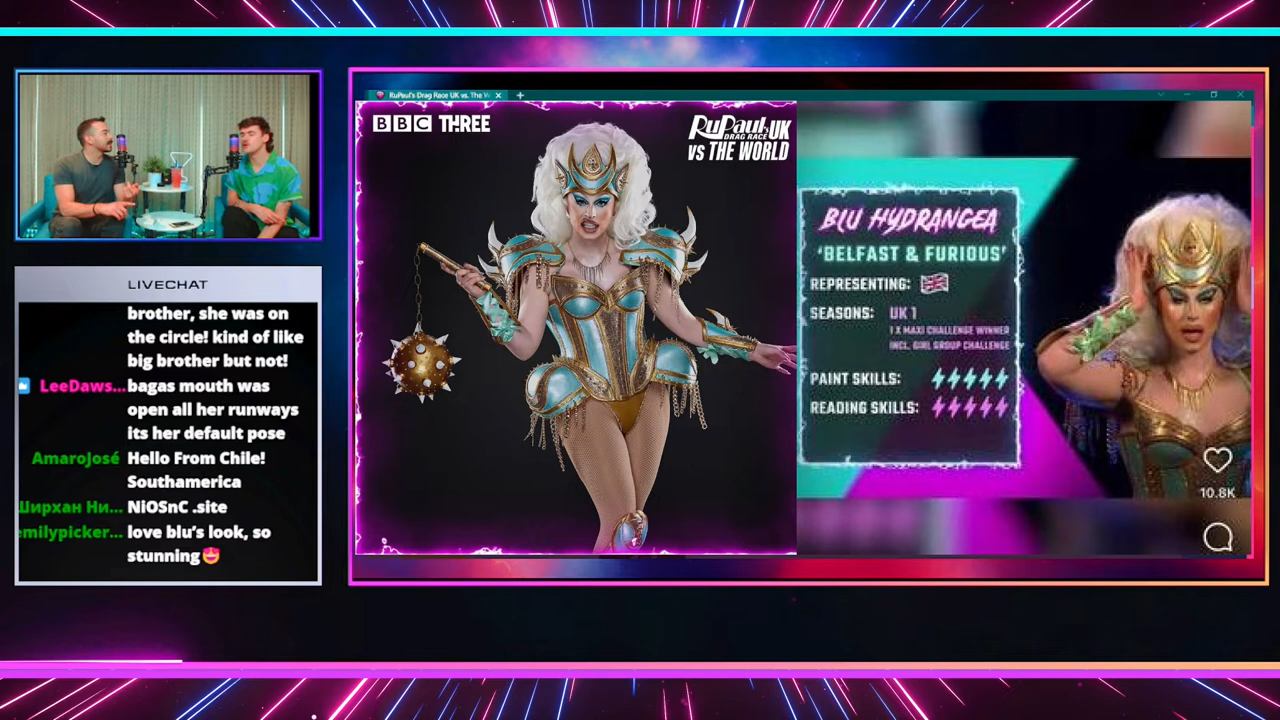 RuPaul's Drag Race UK vs. The W
BBC THREE
RuPaul's
DRAG RACE UK
VS THE WORLD
BLU HYDRANGEA
'BELFAST & FURIOUS'
REPRESENTING:
SEASONS: UK 1
1 X MAXI CHALLENGE WINNER
INCL. GIRL GROUP CHALLENGE
PAINT SKILLS:
READING SKILLS:
10.8K
LIVECHAT
brother, she was on
the circle! kind of like
big brother but not!
LeeDaws... bagas mouth was
open all her runways
its her default pose
AmaroJosé Hello From Chile!
Southamerica
Ширхан Ни... NiOSnC .site
emilypicker... love blu's look, so
stunning😍